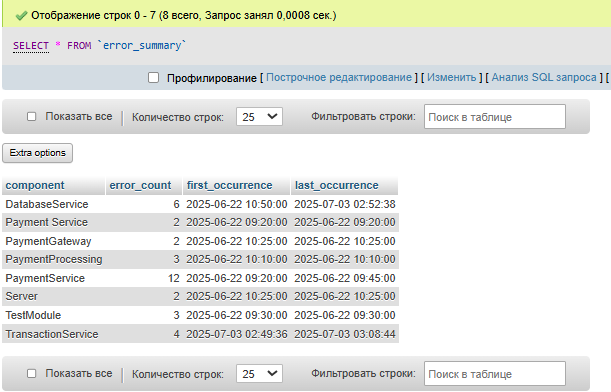 Отображение строк 0 - 7 (8 всего, Запрос занял 0,0008 сек.)
SELECT * FROM `error_summary`
Профилирование [ Построчное редактирование ] [ Изменить ] [ Анализ SQL запроса ] [
Показать все | Количество строк: 25 Фильтровать строки: Поиск в таблице
Extra options
component error_count first_occurrence last_occurrence
DatabaseService 6 2025-06-22 10:50:00 2025-07-03 02:52:38
Payment Service 2 2025-06-22 09:20:00 2025-06-22 09:20:00
PaymentGateway 2 2025-06-22 10:25:00 2025-06-22 10:25:00
PaymentProcessing 3 2025-06-22 10:10:00 2025-06-22 10:10:00
PaymentService 12 2025-06-22 09:20:00 2025-06-22 09:45:00
Server 2 2025-06-22 10:25:00 2025-06-22 10:25:00
TestModule 3 2025-06-22 09:30:00 2025-06-22 09:30:00
TransactionService 4 2025-07-03 02:49:36 2025-07-03 03:08:44
Показать все | Количество строк: 25 Фильтровать строки: Поиск в таблице